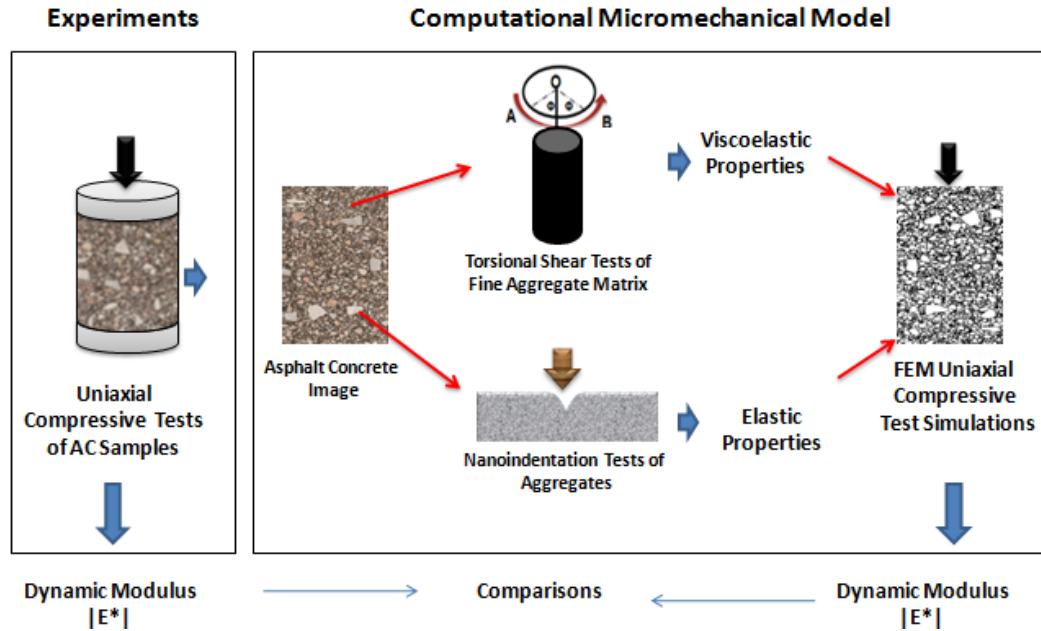 Experiments
Computational Micromechanical Model
Uniaxial
Compressive Tests
of AC Samples
Asphalt Concrete
Image
O
Φ Φ
A
B
Torsional Shear Tests of
Fine Aggregate Matrix
Viscoelastic
Properties
Nanoindentation Tests of
Aggregates
Elastic
Properties
FEM Uniaxial
Compressive
Test Simulations
Dynamic Modulus
|E*|
Comparisons
Dynamic Modulus
|E*|